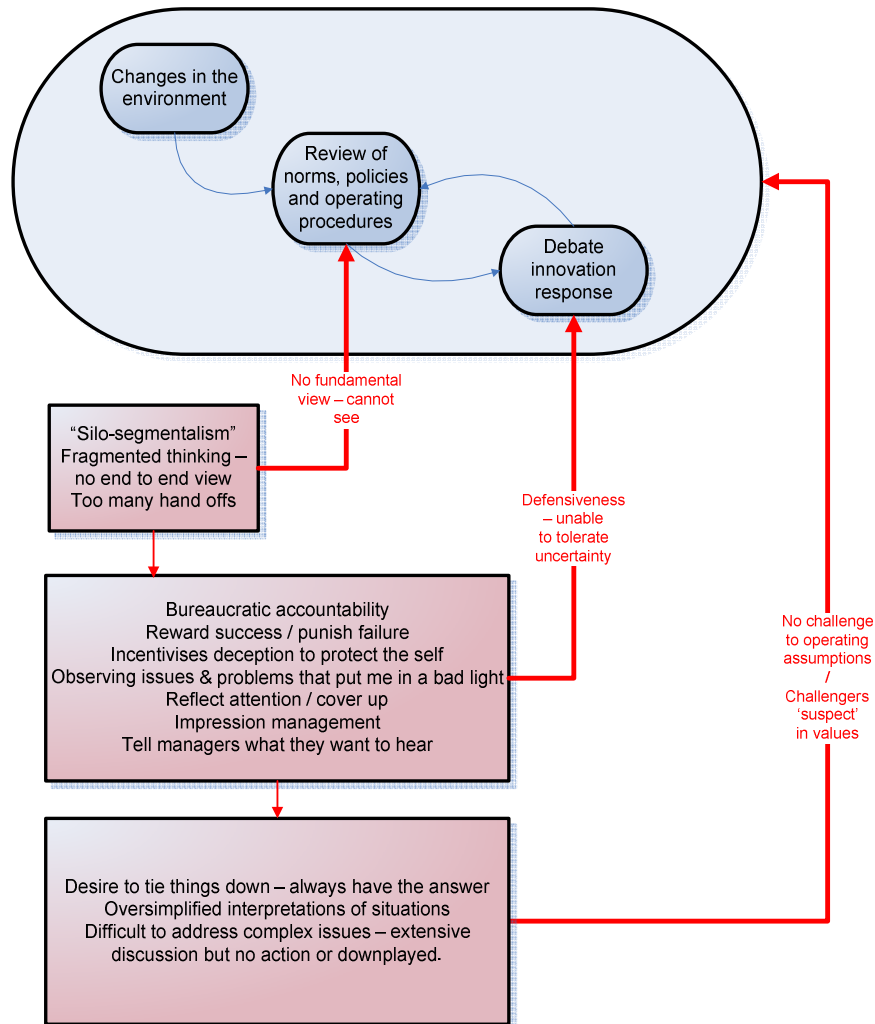 Changes in the
environment
Review of
norms, policies
and operating
procedures
Debate
innovation
response
No fundamental
view – cannot
see
“Silo-segmentalism”
Fragmented thinking –
no end to end view
Too many hand offs
Defensiveness
– unable
to tolerate
uncertainty
Bureaucratic accountability
Reward success / punish failure
Incentivises deception to protect the self
Observing issues & problems that put me in a bad light
Reflect attention / cover up
Impression management
Tell managers what they want to hear
No challenge
to operating
assumptions
/
Challengers
‘suspect’
in values
Desire to tie things down – always have the answer
Oversimplified interpretations of situations
Difficult to address complex issues – extensive
discussion but no action or downplayed.